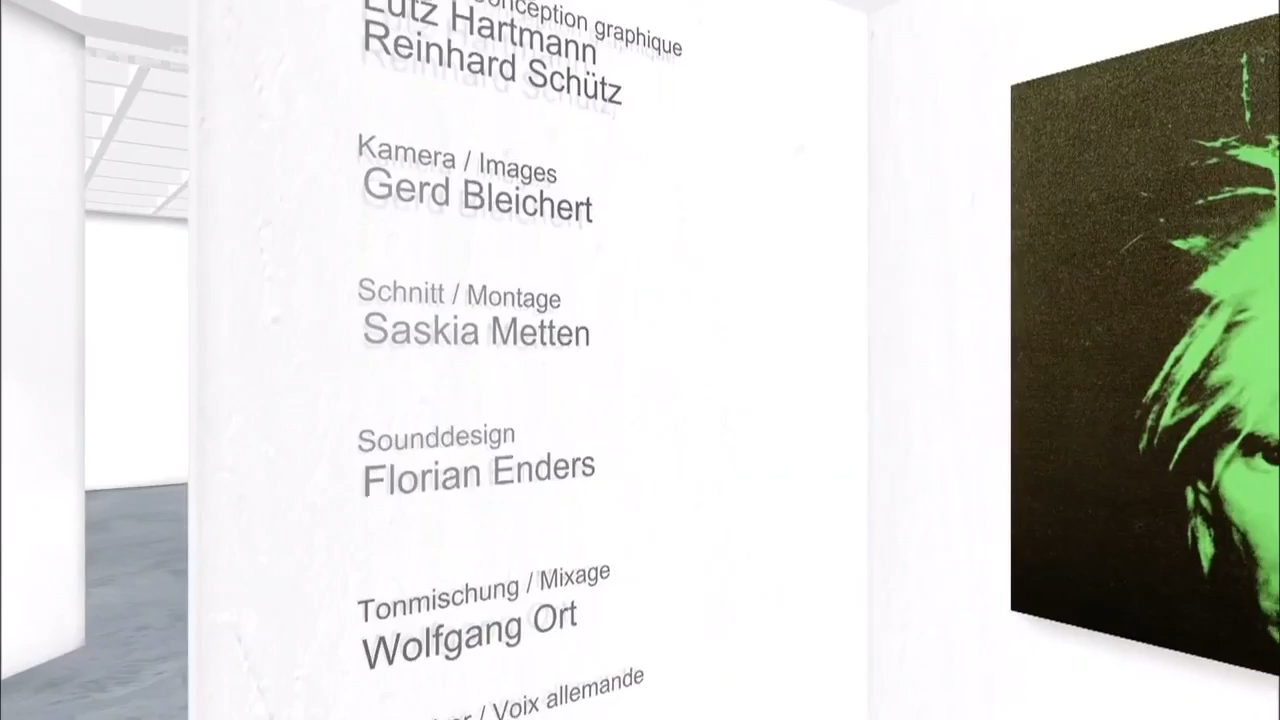 graphique
Lutz Hartmann
Reinhard Schütz
Kamera / Images
Gerd Bleichert
Schnitt / Montage
Saskia Metten
Sounddesign
Florian Enders
Tonmischung / Mixage
Wolfgang Ort
/ Voix allemande